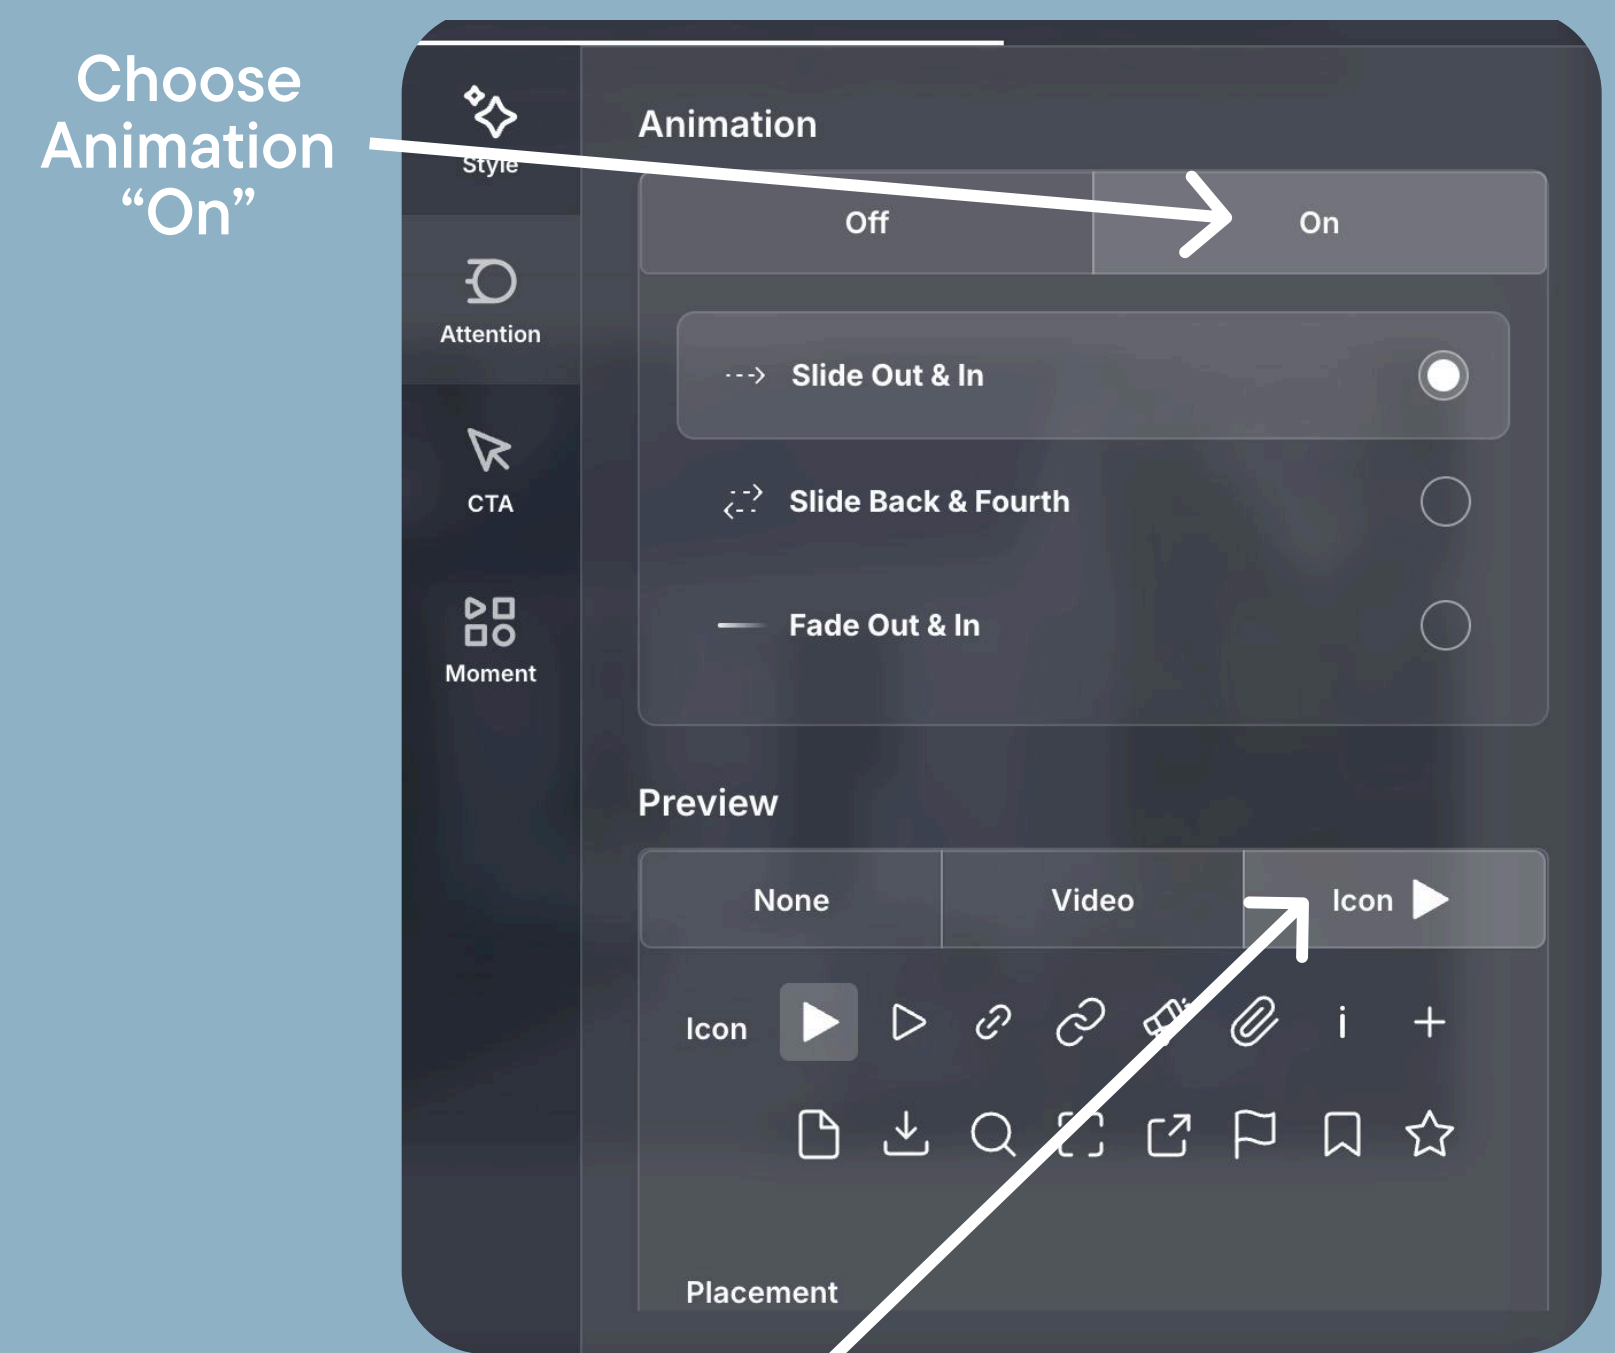 Choose
Animation
“On”
Style
Attention
CTA
Moment
Animation
Off On
Slide Out & In
Slide Back & Fourth
Fade Out & In
Preview
None Video Icon
Icon
Placement